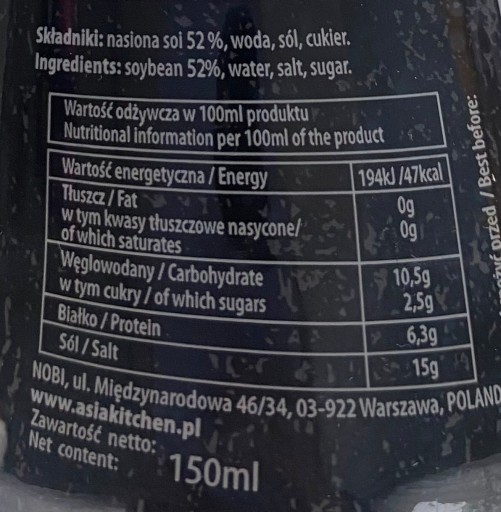 Składniki: nasiona soi 52 %, woda, sól, cukier.
Ingredients: soybean 52%, water, salt, sugar.
Wartość odżywcza w 100ml produktu
Nutritional information per 100ml of the product
Wartość energetyczna / Energy 194kJ /47kcal
Tłuszcz / Fat 0g
w tym kwasy tłuszczowe nasycone/ 0g
of which saturates
Węglowodany / Carbohydrate 10,5g
w tym cukry / of which sugars 2,5g
Białko / Protein 6,3g
Sól / Salt 15g
NOBI, ul. Międzynarodowa 46/34, 03-922 Warszawa, POLAND
www.asiakitchen.pl
Zawartość netto:
Net content: 150ml
przed / Best before: